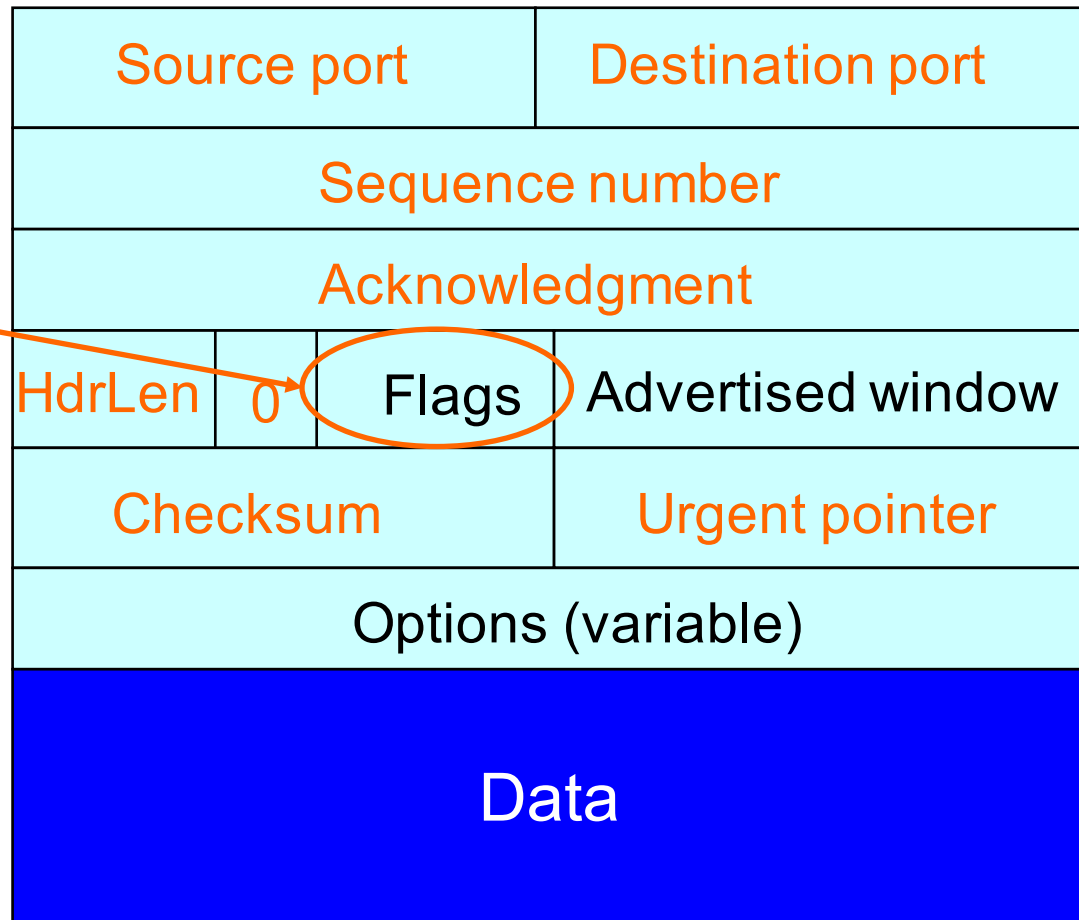 Source port Destination port
Sequence number
Acknowledgment
HdrLen 0 Flags Advertised window
Checksum Urgent pointer
Options (variable)
Data